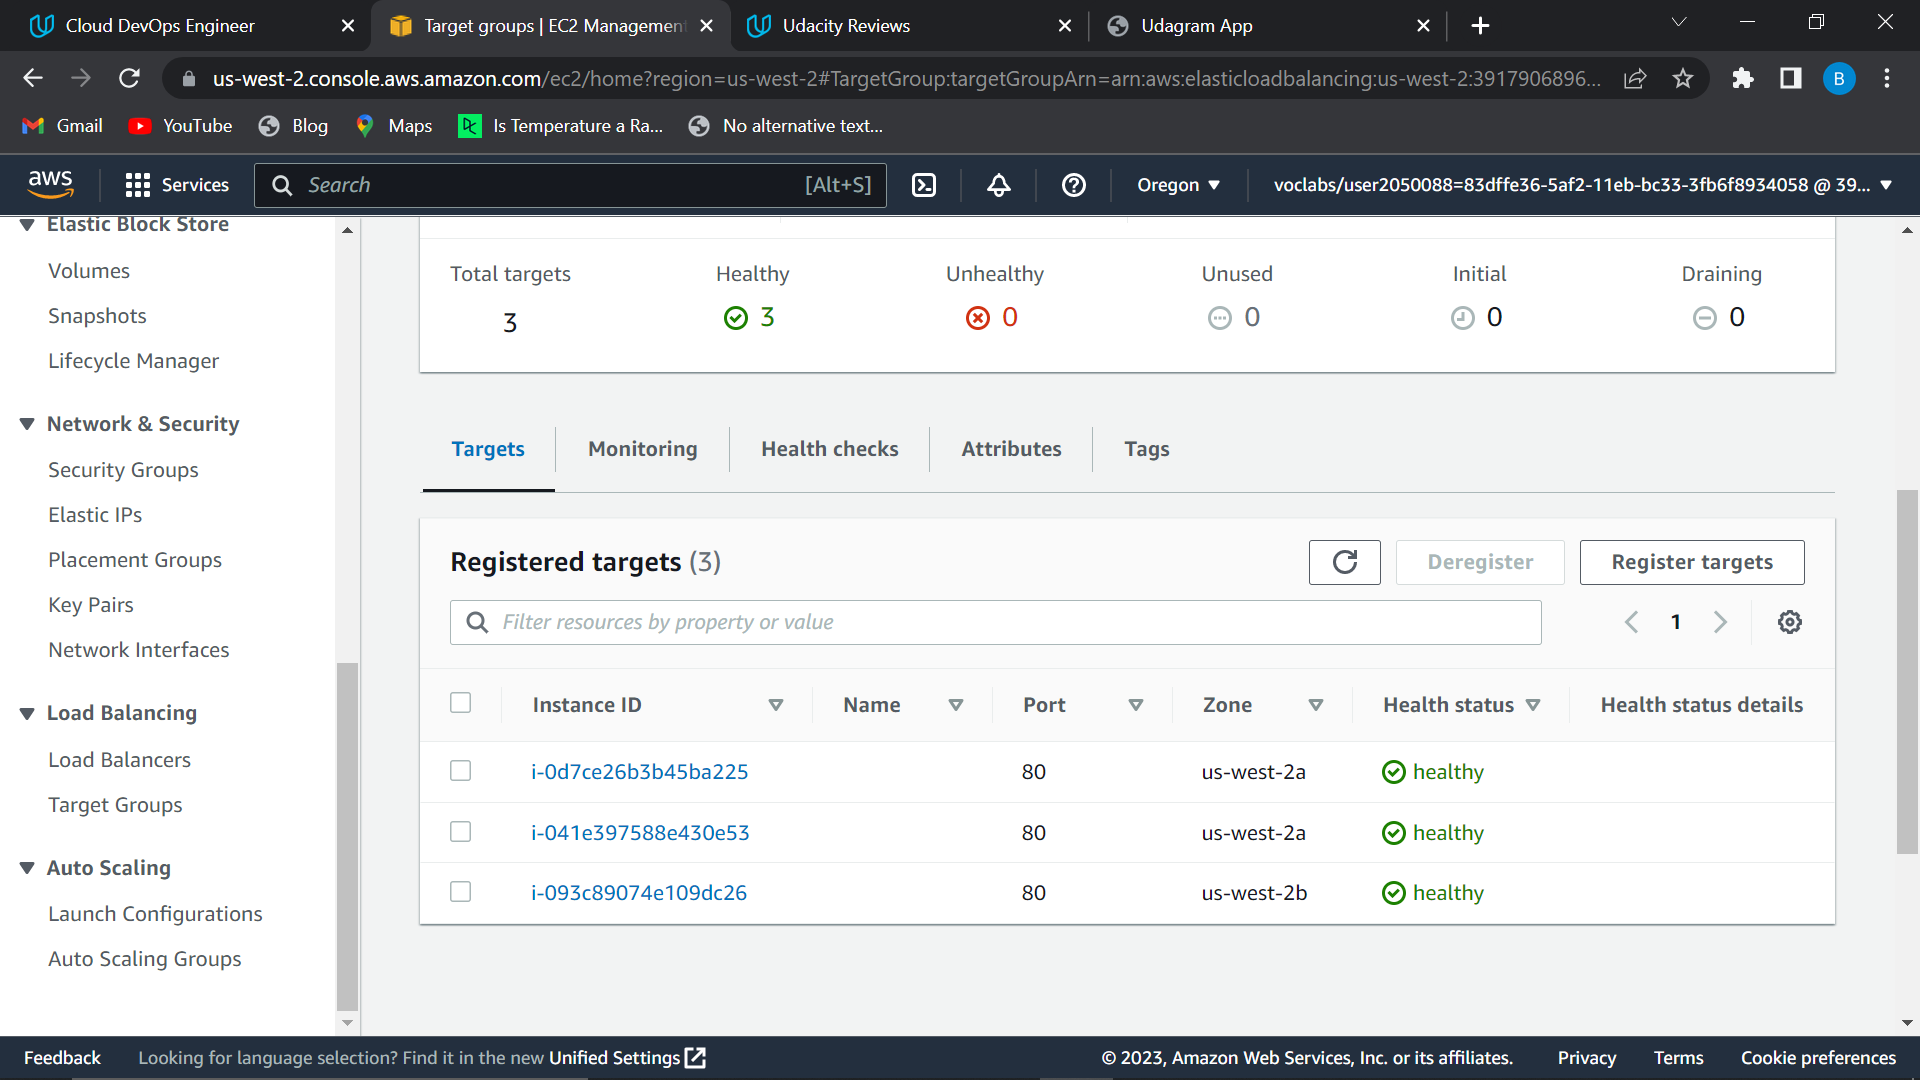 Cloud DevOps Engineer
Target groups | EC2 Management
Udacity Reviews
Udagram App
us-west-2.console.aws.amazon.com/ec2/home?region=us-west-2#TargetGroup:targetGroupArn=arn:aws:elasticloadbalancing:us-west-2:3917906896...
B
Gmail
YouTube
Blog
Maps
Is Temperature a Ra...
No alternative text...
aws
Services
Search
[Alt+S]
Oregon
voclabs/user2050088=83dffe36-5af2-11eb-bc33-3fb6f8934058 @ 39...
Elastic Block Store
Volumes
Snapshots
Lifecycle Manager
Network & Security
Security Groups
Elastic IPs
Placement Groups
Key Pairs
Network Interfaces
Load Balancing
Load Balancers
Target Groups
Auto Scaling
Launch Configurations
Auto Scaling Groups
Total targets
3
Healthy
3
Unhealthy
0
Unused
0
Initial
0
Draining
0
Targets
Monitoring
Health checks
Attributes
Tags
Registered targets (3)
Deregister
Register targets
Filter resources by property or value
1
Instance ID
Name
Port
Zone
Health status
Health status details
i-0d7ce26b3b45ba225
80
us-west-2a
healthy
i-041e397588e430e53
80
us-west-2a
healthy
i-093c89074e109dc26
80
us-west-2b
healthy
Feedback
Looking for language selection? Find it in the new Unified Settings
© 2023, Amazon Web Services, Inc. or its affiliates.
Privacy
Terms
Cookie preferences